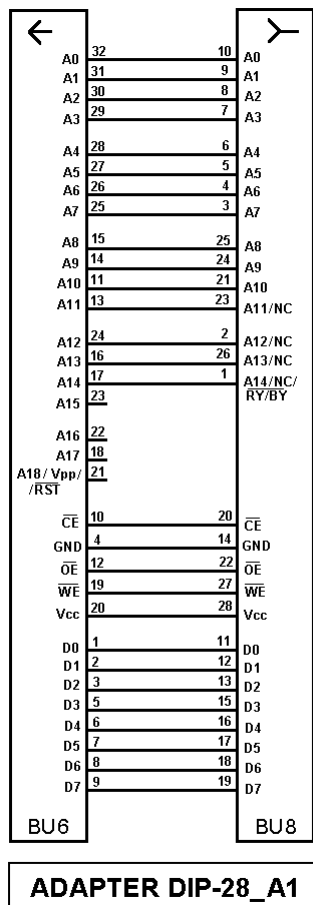 A0 32 10 A0
A1 31 9 A1
A2 30 8 A2
A3 29 7 A3
A4 28 6 A4
A5 27 5 A5
A6 26 4 A6
A7 25 3 A7
A8 15 25 A8
A9 14 24 A9
A10 11 21 A10
A11 13 23 A11/NC
A12 24 2 A12/NC
A13 16 26 A13/NC
A14 17 1 A14/NC/
RY/BY
A15 23
A16 22
A17 18
A18/ Vpp/ 21
/RST
CE 10 20 CE
GND 4 14 GND
OE 12 22 OE
WE 19 27 WE
Vcc 20 28 Vcc
D0 1 11 D0
D1 2 12 D1
D2 3 13 D2
D3 5 15 D3
D4 6 16 D4
D5 7 17 D5
D6 8 18 D6
D7 9 19 D7
BU6 BU8
ADAPTER DIP-28_A1